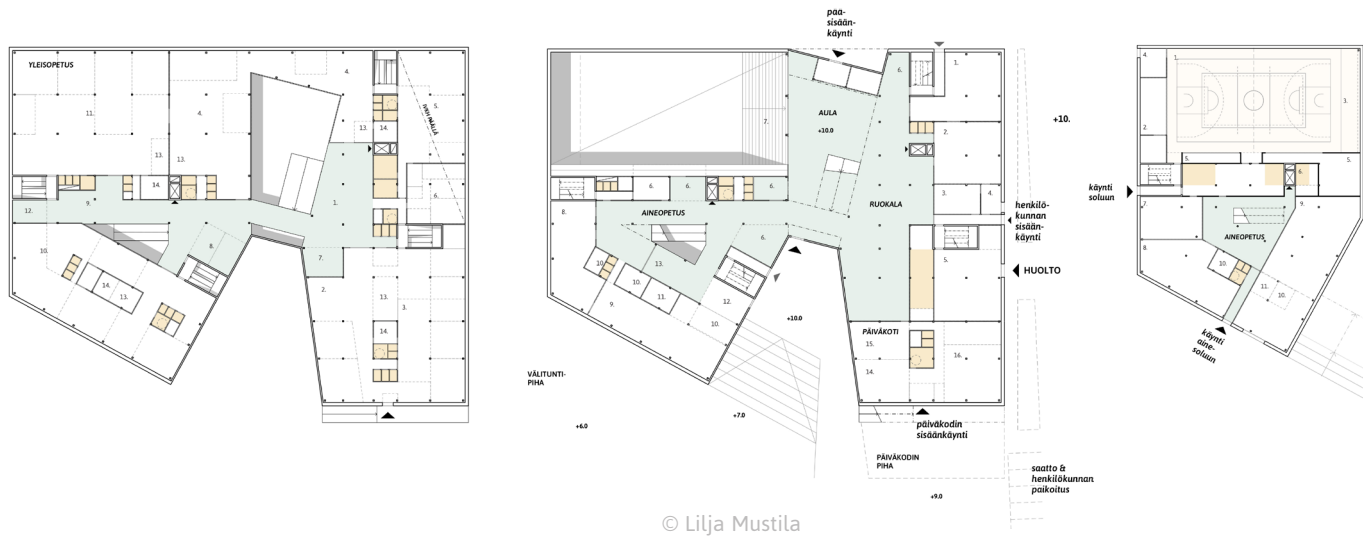 YLEISOPETUS
4.
5.
IVKH PÄÄLLÄ
11.
4.
13.
14.
13.
13.
14.
9.
12.
1.
6.
8.
10.
7.
14.
13.
2.
13.
3.
14.
pää-
sisään-
käynti
6.
1.
AULA
+10.0
7.
2.
+10.
6.
6.
6.
3.
4.
8.
AINEOPETUS
RUOKALA
henkilö-
kunnan
sisään-
käynti
6.
5.
HUOLTO
10.
13.
10.
11.
9.
12.
10.
+10.0
PÄIVÄKOTI
15.
16.
14.
VÄLITUNTI-
PIHA
+7.0
+6.0
päiväkodin
sisäänkäynti
PÄIVÄKODIN
PIHA
+9.0
saatto &
henkilökunnan
paikoitus
4.
1.
3.
2.
5.
5.
6.
käynti
soluun
7.
9.
AINEOPETUS
8.
10.
11.
10.
käynti
aine-
soluun
© Lilja Mustila